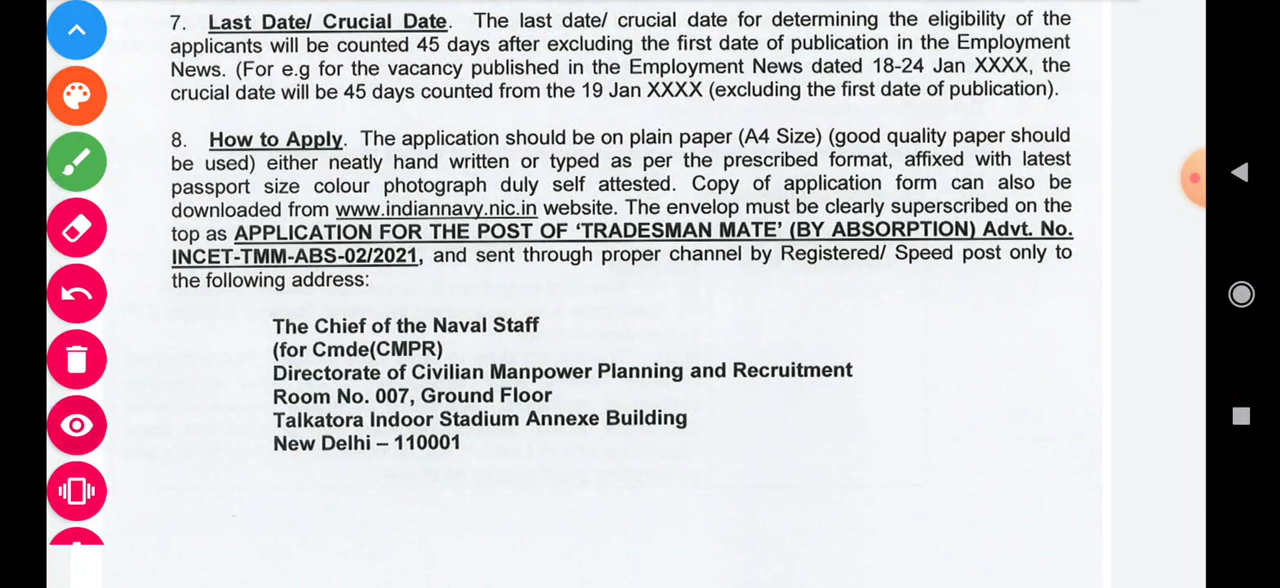 7. Last Date/ Crucial Date. The last date/ crucial date for determining the eligibility of the
applicants will be counted 45 days after excluding the first date of publication in the Employment
News. (For e.g for the vacancy published in the Employment News dated 18-24 Jan XXXX, the
crucial date will be 45 days counted from the 19 Jan XXXX (excluding the first date of publication).
8. How to Apply. The application should be on plain paper (A4 Size) (good quality paper should
be used) either neatly hand written or typed as per the prescribed format, affixed with latest
passport size colour photograph duly self attested. Copy of application form can also be
downloaded from www.indiannavy.nic.in website. The envelop must be clearly superscribed on the
top as APPLICATION FOR THE POST OF ‘TRADESMAN MATE’ (BY ABSORPTION) Advt. No.
INCET-TMM-ABS-02/2021, and sent through proper channel by Registered/ Speed post only to
the following address:
The Chief of the Naval Staff
(for Cmde(CMPR)
Directorate of Civilian Manpower Planning and Recruitment
Room No. 007, Ground Floor
Talkatora Indoor Stadium Annexe Building
New Delhi – 110001